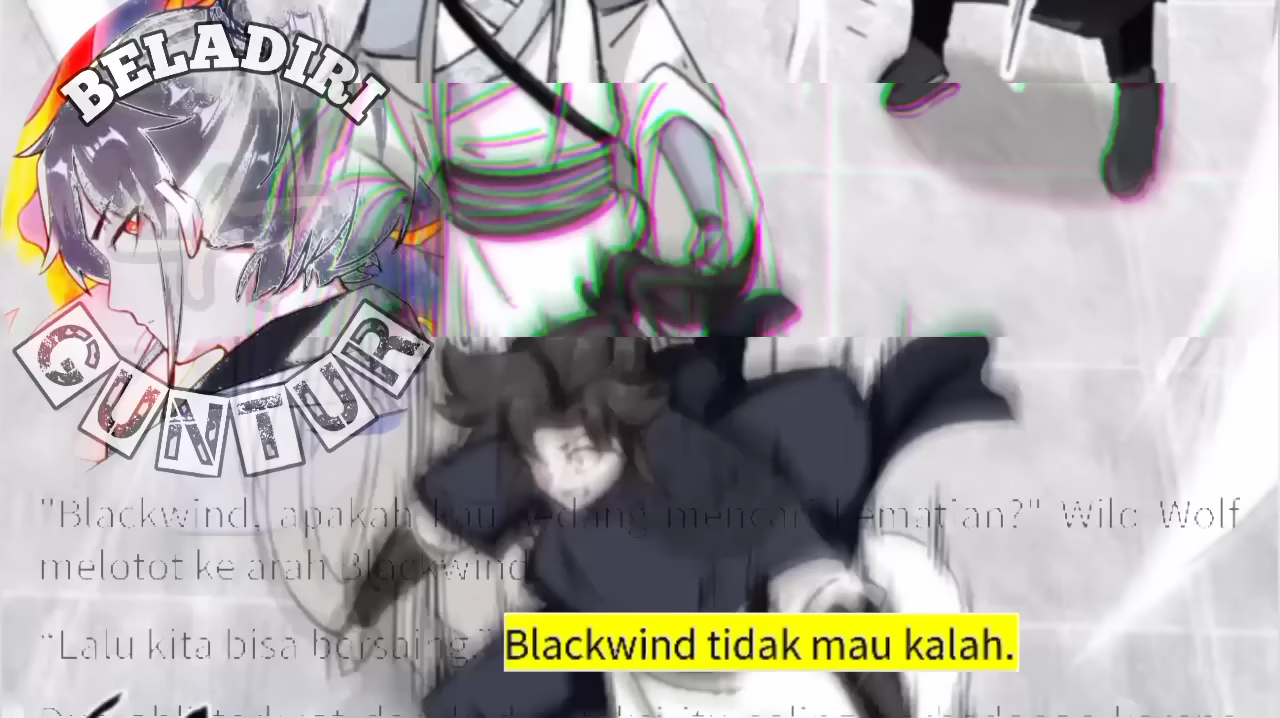 BELADIRI
GUNTUR
"Blackwind, apakah kau sedang mencari kematian?" Wild Wolf
melotot ke arah Blackwind.
"Lalu kita bisa bersaing." Blackwind tidak mau kalah.